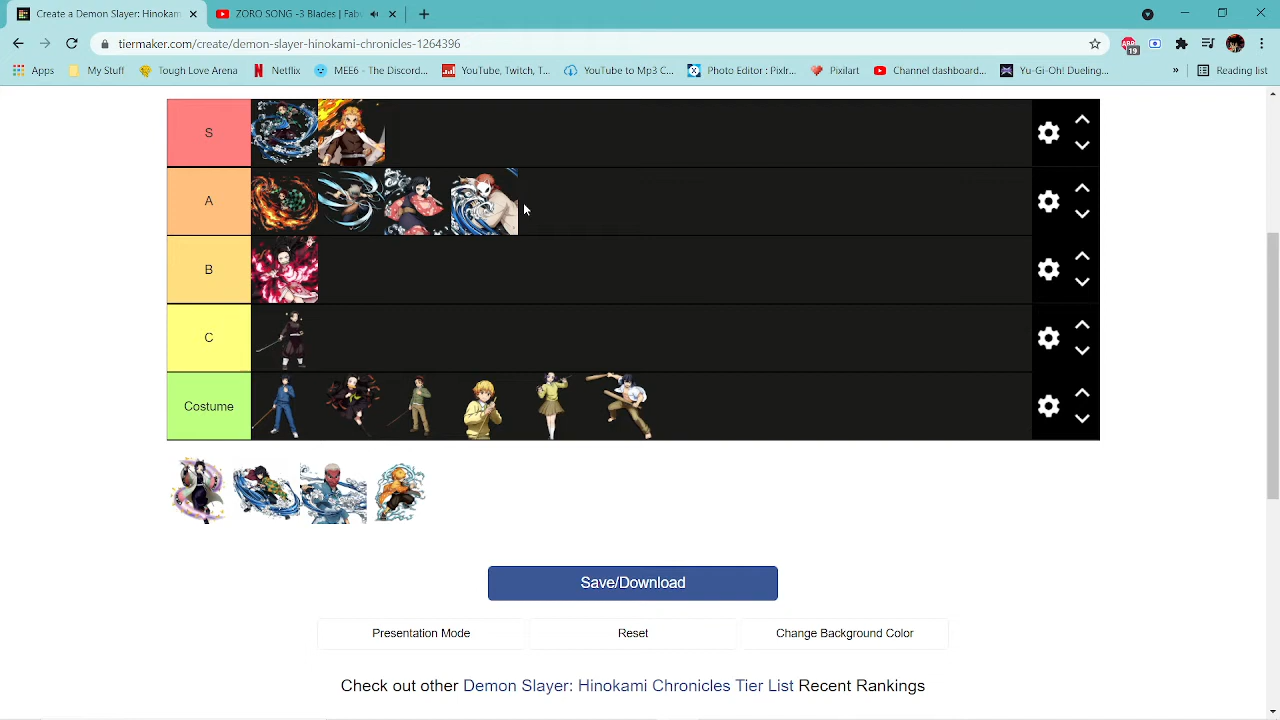 Create a Demon Slayer: Hinokam
ZORO SONG -3 Blades | Fab
tiermaker.com/create/demon-slayer-hinokami-chronicles-1264396
19
Apps
My Stuff
Tough Love Arena
Netflix
MEE6 - The Discord...
YouTube, Twitch, T...
YouTube to Mp3 C...
Photo Editor : Pixlr...
Pixilart
Channel dashboard...
Yu-Gi-Oh! Dueling...
»
Reading list
S
A
B
C
Costume
Save/Download
Presentation Mode
Reset
Change Background Color
Check out other Demon Slayer: Hinokami Chronicles Tier List Recent Rankings